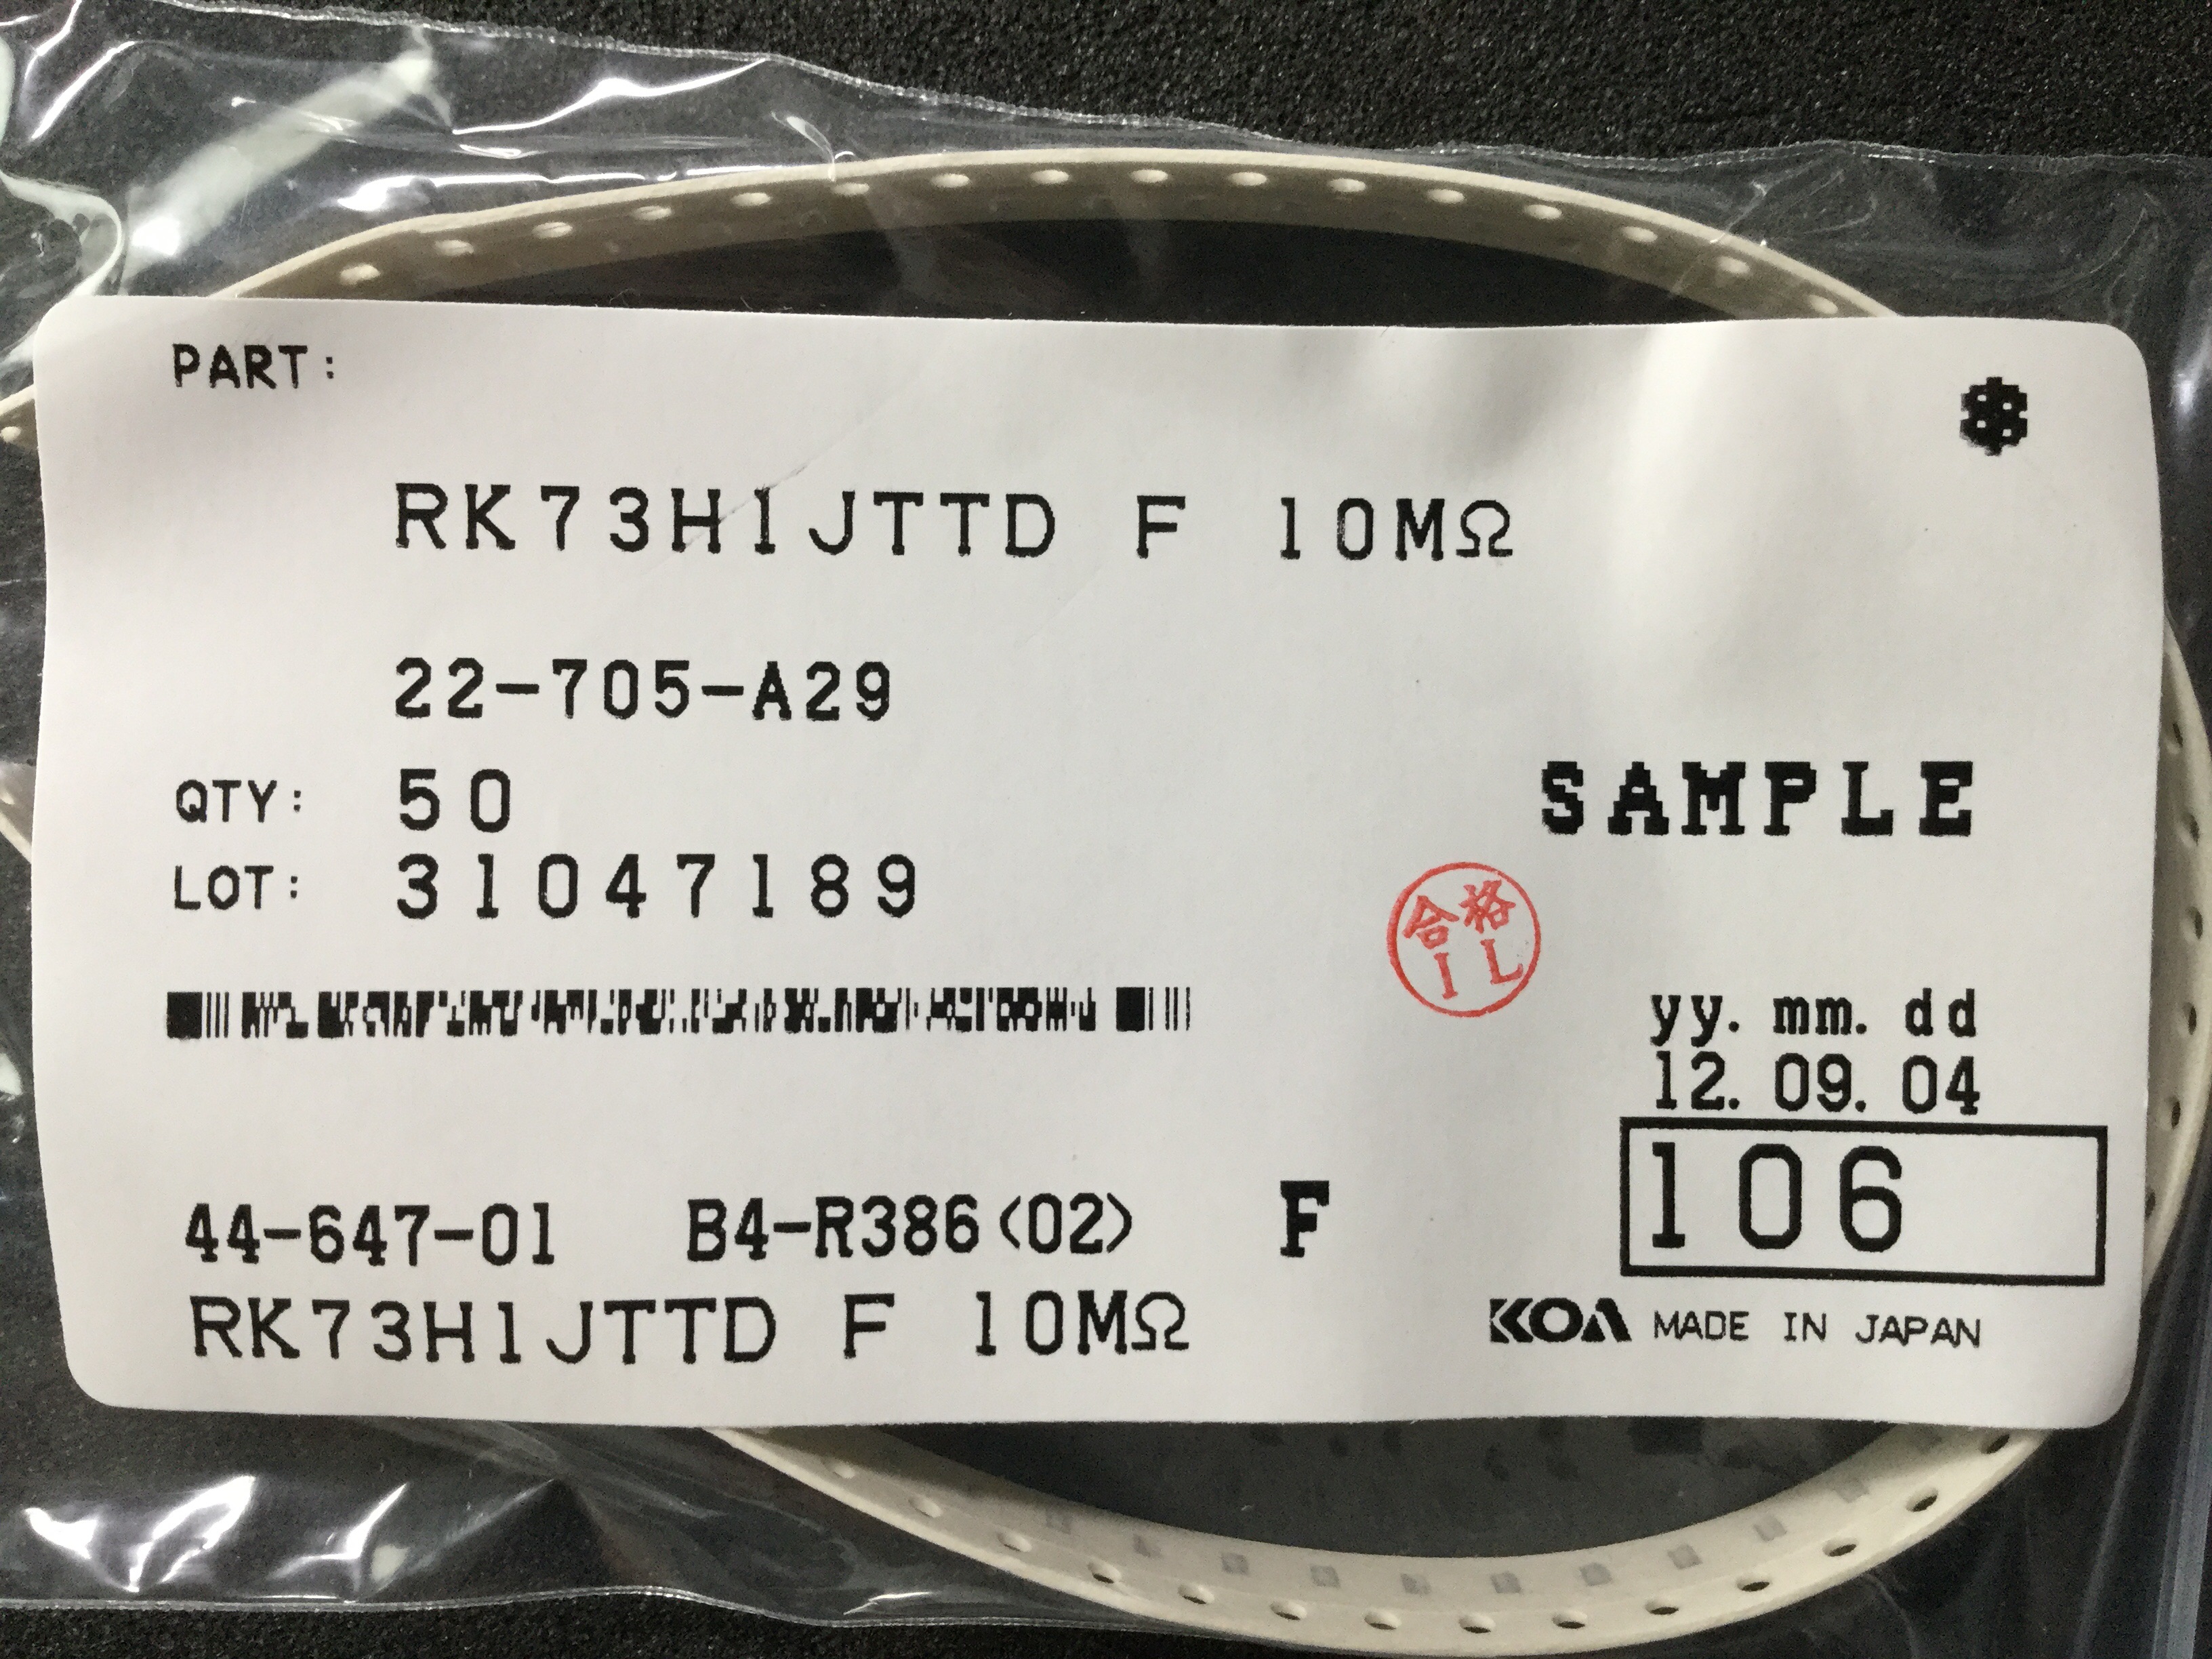 PART:
RK73H1JTTD F 10MΩ
22-705-A29
QTY: 50
SAMPLE
LOT: 31047189
合格
I L
yy. mm. dd
12. 09. 04
106
44-647-01 B4-R386<02> F
RK73H1JTTD F 10MΩ
KOA MADE IN JAPAN